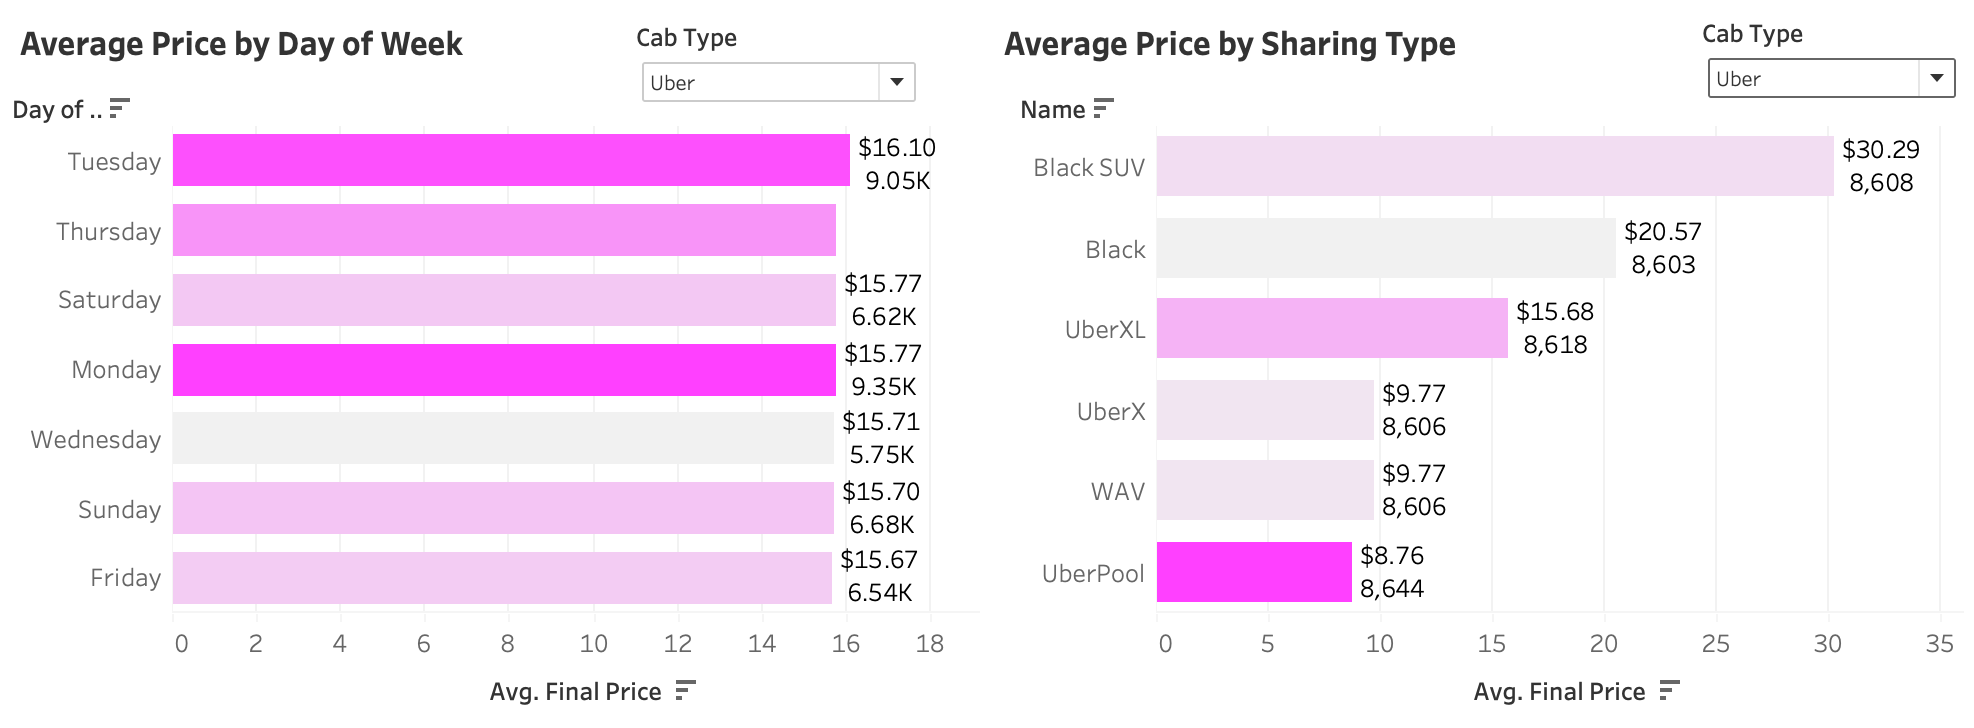 Average Price by Day of Week
Cab Type
Uber
Day of ..
Tuesday
$16.10
9.05K
Thursday
Saturday
$15.77
6.62K
Monday
$15.77
9.35K
Wednesday
$15.71
5.75K
Sunday
$15.70
6.68K
Friday
$15.67
6.54K
0 2 4 6 8 10 12 14 16 18
Avg. Final Price
Average Price by Sharing Type
Cab Type
Uber
Name
Black SUV
$30.29
8,608
Black
$20.57
8,603
UberXL
$15.68
8,618
UberX
$9.77
8,606
WAV
$9.77
8,606
UberPool
$8.76
8,644
0 5 10 15 20 25 30 35
Avg. Final Price